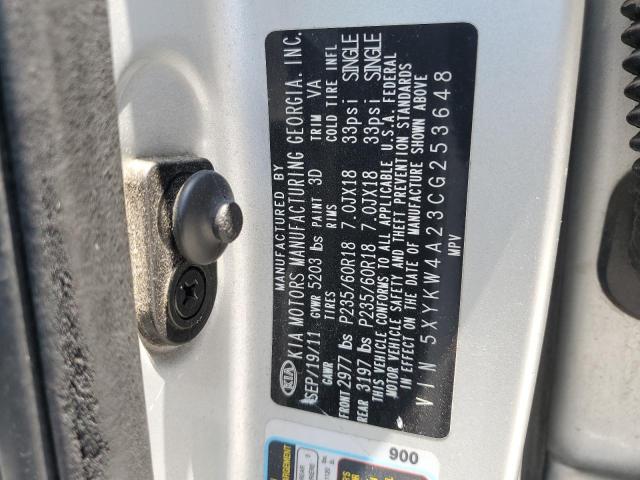 MANUFACTURED BY
KIA KIA MOTORS MANUFACTURING GEORGIA. INC.
SEP/19/11 GVWR 5203 lbs PAINT 3D TRIM VA
GAWR TIRES RIMS COLD TIRE INFL
FRONT 2977 lbs P235/60R18 7.0JX18 33psi SINGLE
REAR 3197 lbs P235/60R18 7.0JX18 33psi SINGLE
THIS VEHICLE CONFORMS TO ALL APPLICABLE U.S.A. FEDERAL
MOTOR VEHICLE SAFETY AND THEFT PREVENTION STANDARDS
IN EFFECT ON THE DATE OF MANUFACTURE SHOWN ABOVE
VIN 5XYKW4A23CG253648
MPV
900
REAR